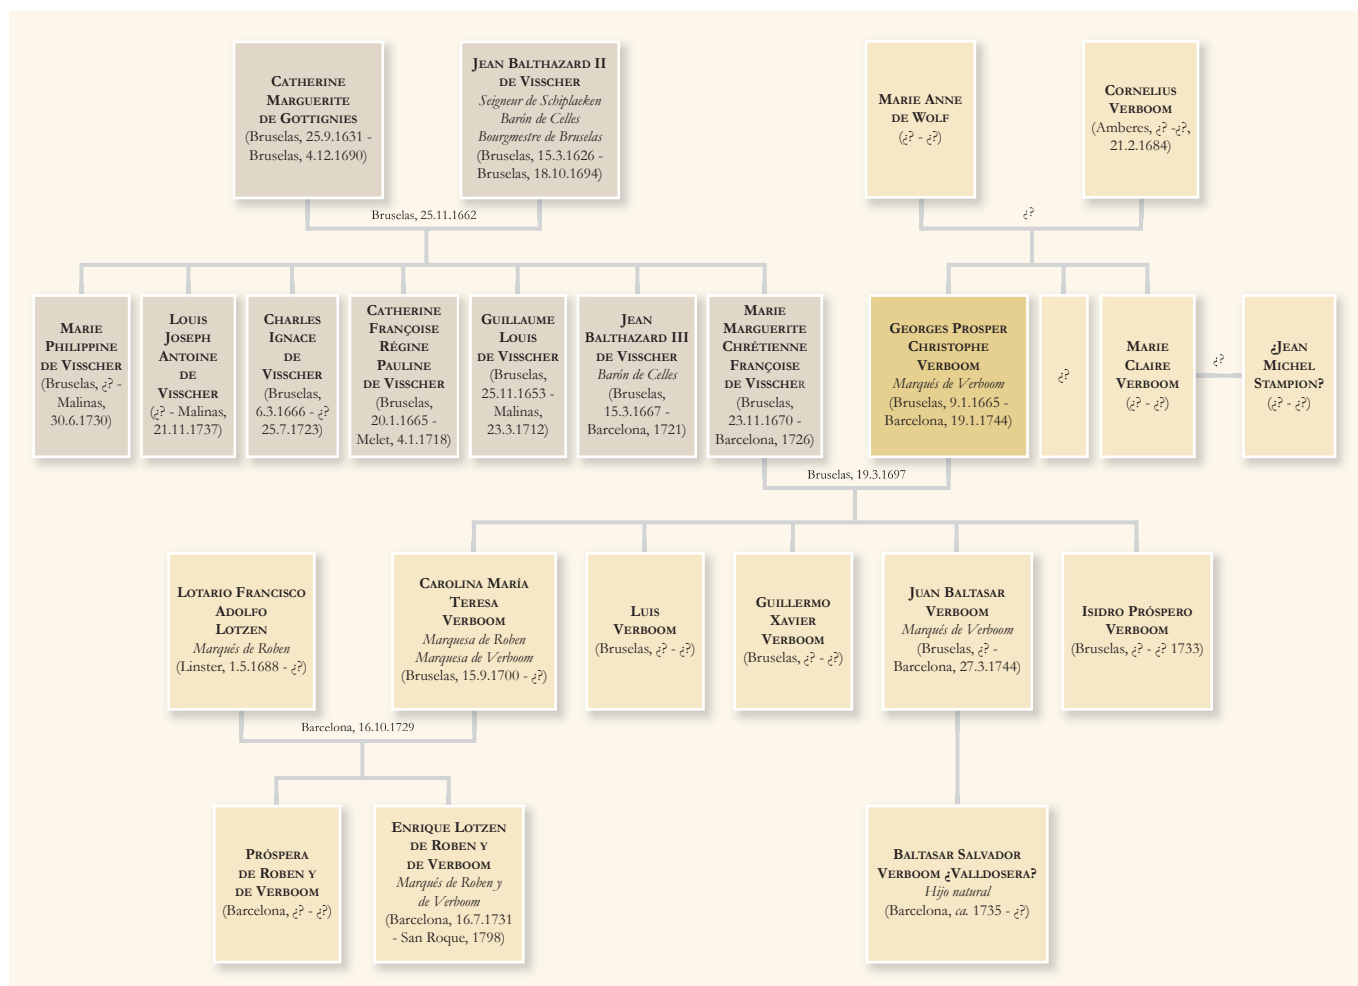 Catherine
Marguerite
de Gottignies
(Bruselas, 25.9.1631 -
Bruselas, 4.12.1690)
Jean Balthazard II
de Visscher
Seigneur de Schiplaeken
Barón de Celles
Bourgmestre de Bruselas
(Bruselas, 15.3.1626 -
Bruselas, 18.10.1694)
Marie Anne
de Wolf
(¿? - ¿?)
Cornelius
Verboom
(Amberes, ¿? -¿?,
21.2.1684)
Bruselas, 25.11.1662
¿?
Marie
Philippine
de Visscher
(Bruselas, ¿? -
Malinas,
30.6.1730)
Louis
Joseph
Antoine
de
Visscher
(¿? - Malinas,
21.11.1737)
Charles
Ignace
de
Visscher
(Bruselas,
6.3.1666 - ¿?
25.7.1723)
Catherine
Françoise
Régine
Pauline
de Visscher
(Bruselas,
20.1.1665 -
Melet, 4.1.1718)
Guillaume
Louis
de Visscher
(Bruselas,
25.11.1653 -
Malinas,
23.3.1712)
Jean
Balthazard III
de Visscher
Barón de Celles
(Bruselas,
15.3.1667 -
Barcelona, 1721)
Marie
Marguerite
Chrétienne
Françoise
de Visscher
(Bruselas,
23.11.1670 -
Barcelona, 1726)
Georges Prosper
Christophe
Verboom
Marqués de Verboom
(Bruselas, 9.1.1665 -
Barcelona, 19.1.1744)
¿?
Marie
Claire
Verboom
(¿? - ¿?)
¿?
¿Jean
Michel
Stampion?
(¿? - ¿?)
Bruselas, 19.3.1697
Lotario Francisco
Adolfo
Lotzen
Marqués de Roben
(Linster, 1.5.1688 - ¿?)
Carolina María
Teresa
Verboom
Marquesa de Roben
Marquesa de Verboom
(Bruselas, 15.9.1700 - ¿?)
Luis
Verboom
(Bruselas, ¿? - ¿?)
Guillermo
Xavier
Verboom
(Bruselas, ¿? - ¿?)
Juan Baltasar
Verboom
Marqués de Verboom
(Bruselas, ¿? -
Barcelona, 27.3.1744)
Isidro Próspero
Verboom
(Bruselas, ¿? - ¿? 1733)
Barcelona, 16.10.1729
Próspera
de Roben y
de Verboom
(Barcelona, ¿? - ¿?)
Enrique Lotzen
de Roben y
de Verboom
Marqués de Roben y
de Verboom
(Barcelona, 16.7.1731
- San Roque, 1798)
Baltasar Salvador
Verboom ¿Valldosera?
Hijo natural
(Barcelona, ca. 1735 - ¿?)